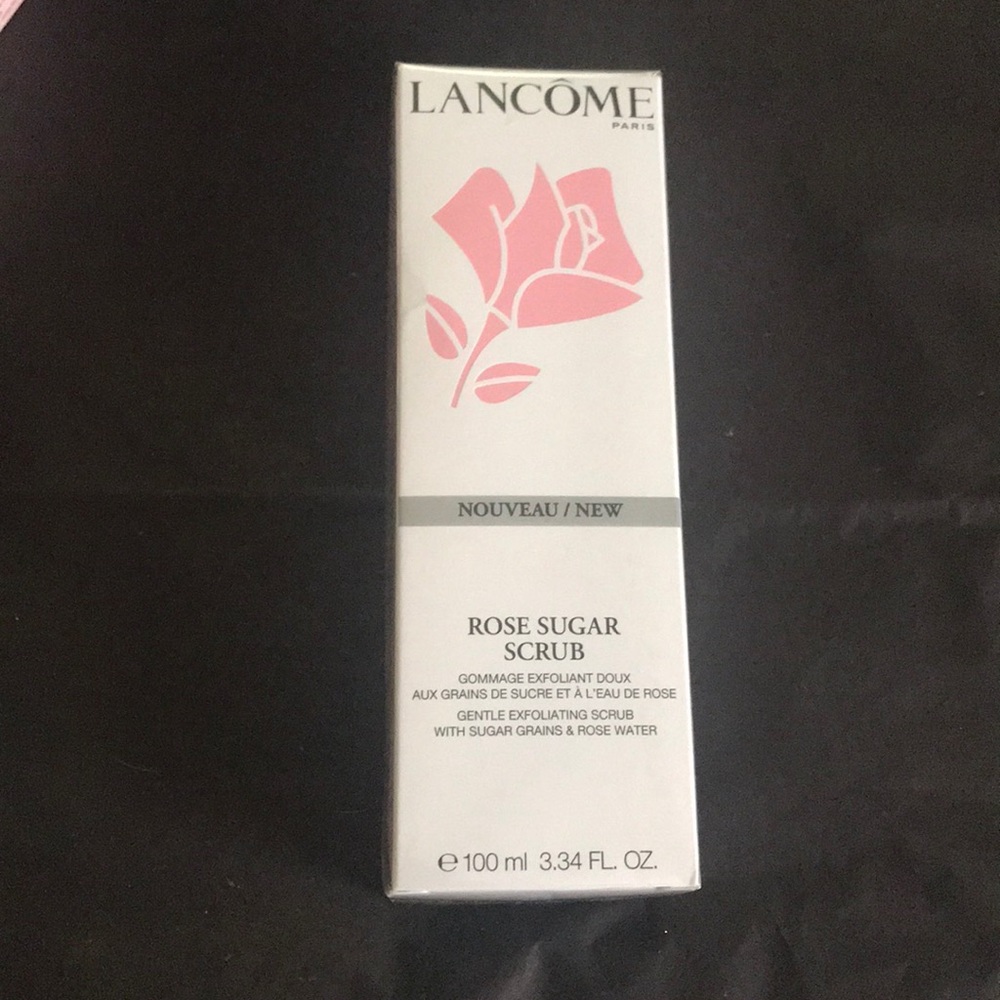 LANCÔME
PARIS
NOUVEAU / NEW
ROSE SUGAR
SCRUB
GOMMAGE EXFOLIANT DOUX
AUX GRAINS DE SUCRE ET À L'EAU DE ROSE
GENTLE EXFOLIATING SCRUB
WITH SUGAR GRAINS & ROSE WATER
℮ 100 ml 3.34 FL. OZ.